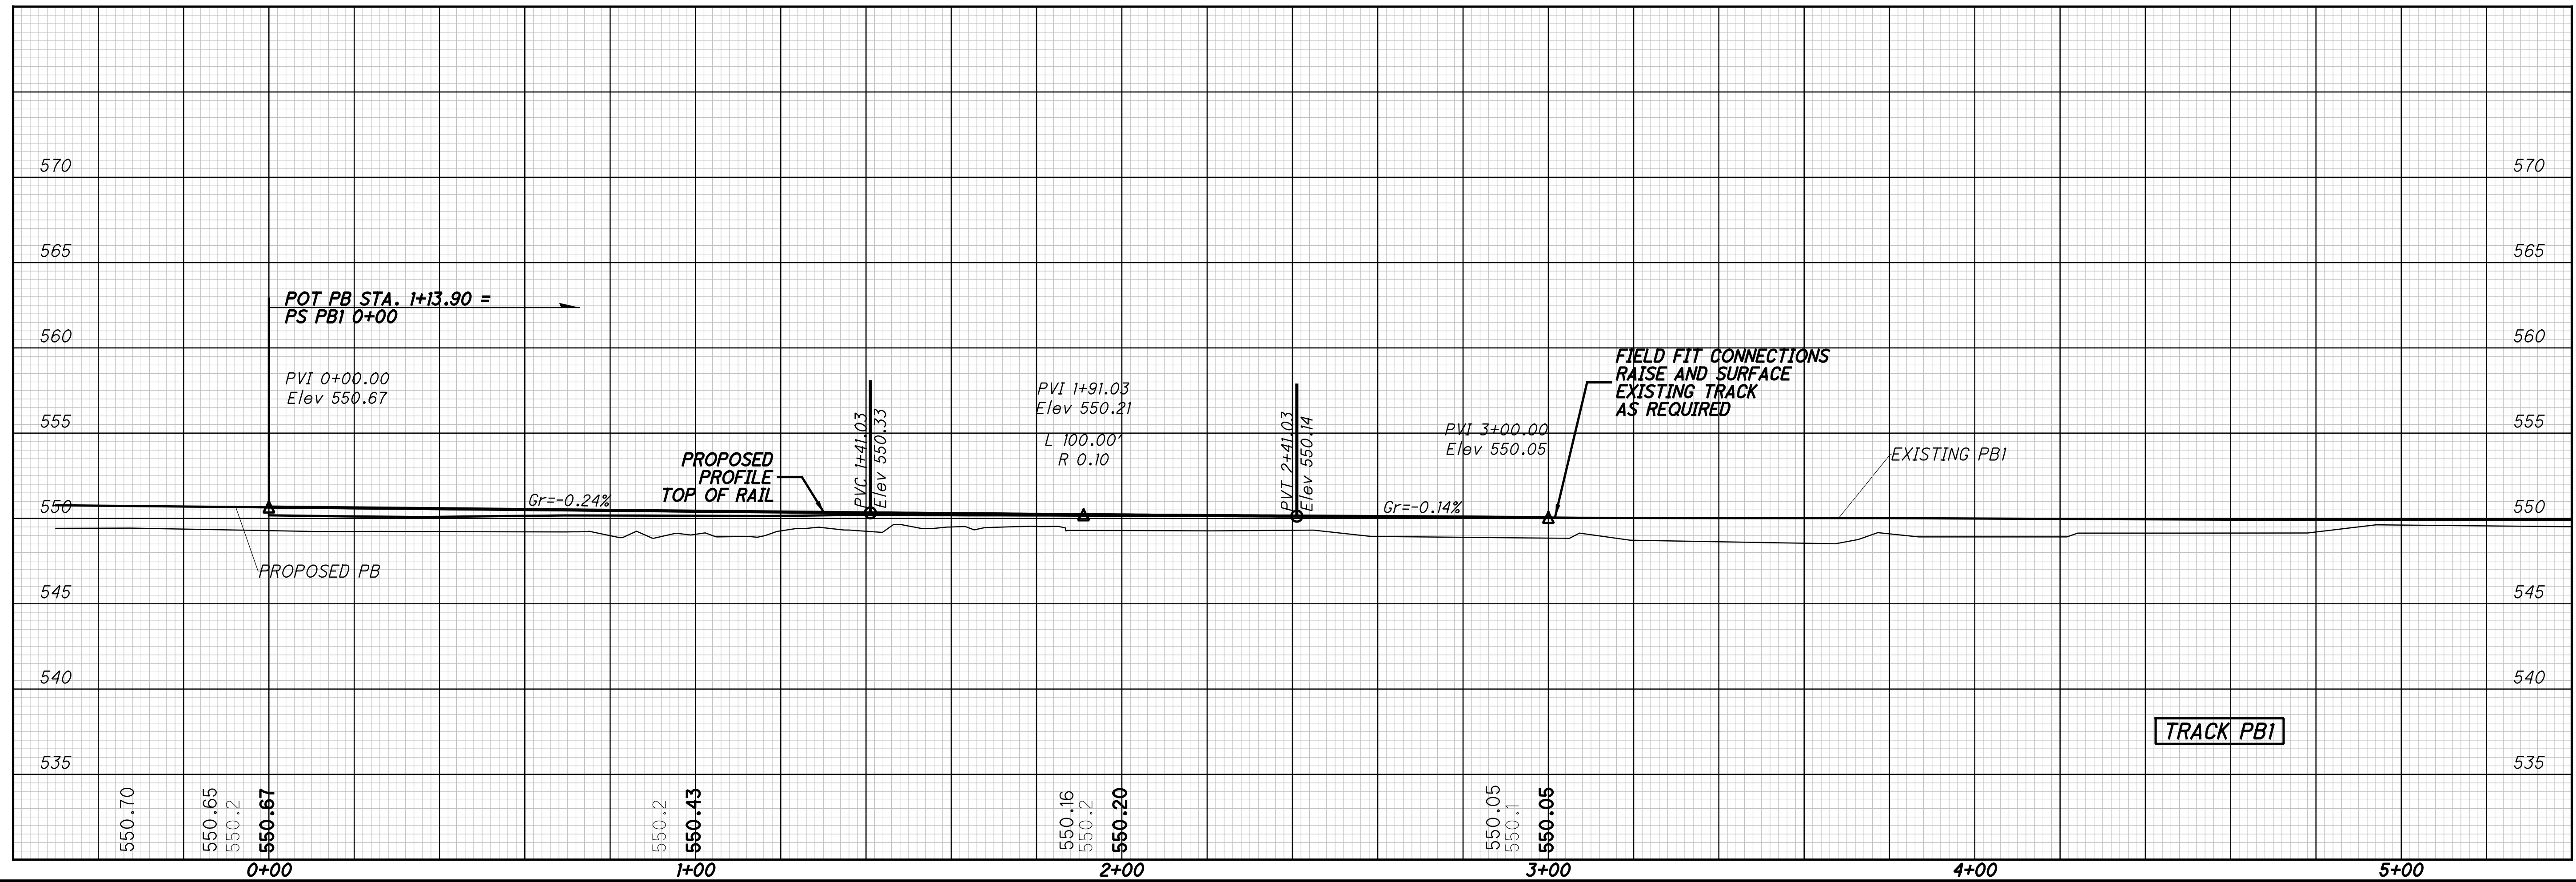 570
570
565
565
POT PB STA. 1+13.90 =
PS PB1 0+00
560
560
PVI 0+00.00
Elev 550.67
PVC 1+41.03
Elev 550.33
PVI 1+91.03
Elev 550.21
L 100.00'
R 0.10
PVT 2+41.03
Elev 550.14
PVI 3+00.00
Elev 550.05
FIELD FIT CONNECTIONS
RAISE AND SURFACE
EXISTING TRACK
AS REQUIRED
555
555
EXISTING PB1
PROPOSED
PROFILE
TOP OF RAIL
Gr=-0.24%
Gr=-0.14%
550
550
PROPOSED PB
545
545
540
540
TRACK PB1
535
535
550.70
550.65
550.2
550.67
550.2
550.43
550.16
550.2
550.20
550.05
550.1
550.05
0+00
1+00
2+00
3+00
4+00
5+00